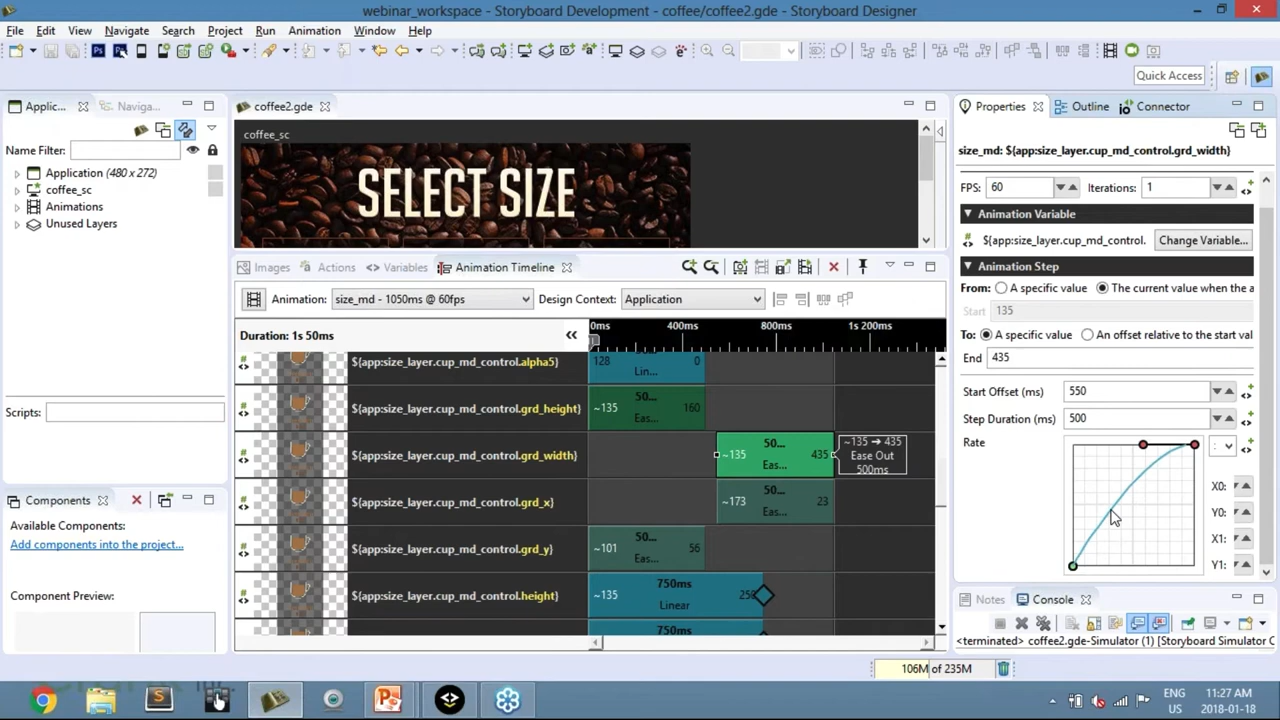 webinar_workspace - Storyboard Development - coffee/coffee2.gde - Storyboard Designer
File Edit View Navigate Search Project Run Animation Window Help
Quick Access
Applic...
Naviga...
Name Filter:
Application (480 x 272)
coffee_sc
Animations
Unused Layers
Scripts:
Components
Available Components:
Add components into the project...
Component Preview:
coffee2.gde
coffee_sc
SELECT SIZE
Images Actions Variables Animation Timeline
Animation: size_md - 1050ms @ 60fps Design Context: Application
Duration: 1s 50ms
0ms 400ms 800ms 1s 200ms
${app:size_layer.cup_md_control.alpha5} 128 0
Lin...
${app:size_layer.cup_md_control.grd_height} ~135 50... 160
Eas...
${app:size_layer.cup_md_control.grd_width} ~135 50... 435
Eas...
~135 → 435
Ease Out
500ms
${app:size_layer.cup_md_control.grd_x} ~173 50... 23
Eas...
${app:size_layer.cup_md_control.grd_y} ~101 50... 56
Eas...
${app:size_layer.cup_md_control.height} ~135 750ms
Linear
750ms
Properties Outline Connector
size_md: ${app:size_layer.cup_md_control.grd_width}
FPS: 60 Iterations: 1
Animation Variable
${app:size_layer.cup_md_control. Change Variable...
Animation Step
From: A specific value The current value when the a
Start 135
To: A specific value An offset relative to the start val
End 435
Start Offset (ms) 550
Step Duration (ms) 500
Rate
X0:
Y0:
X1:
Y1:
Notes Console
<terminated> coffee2.gde-Simulator (1) [Storyboard Simulator C
106M of 235M
ENG
US
11:27 AM
2018-01-18